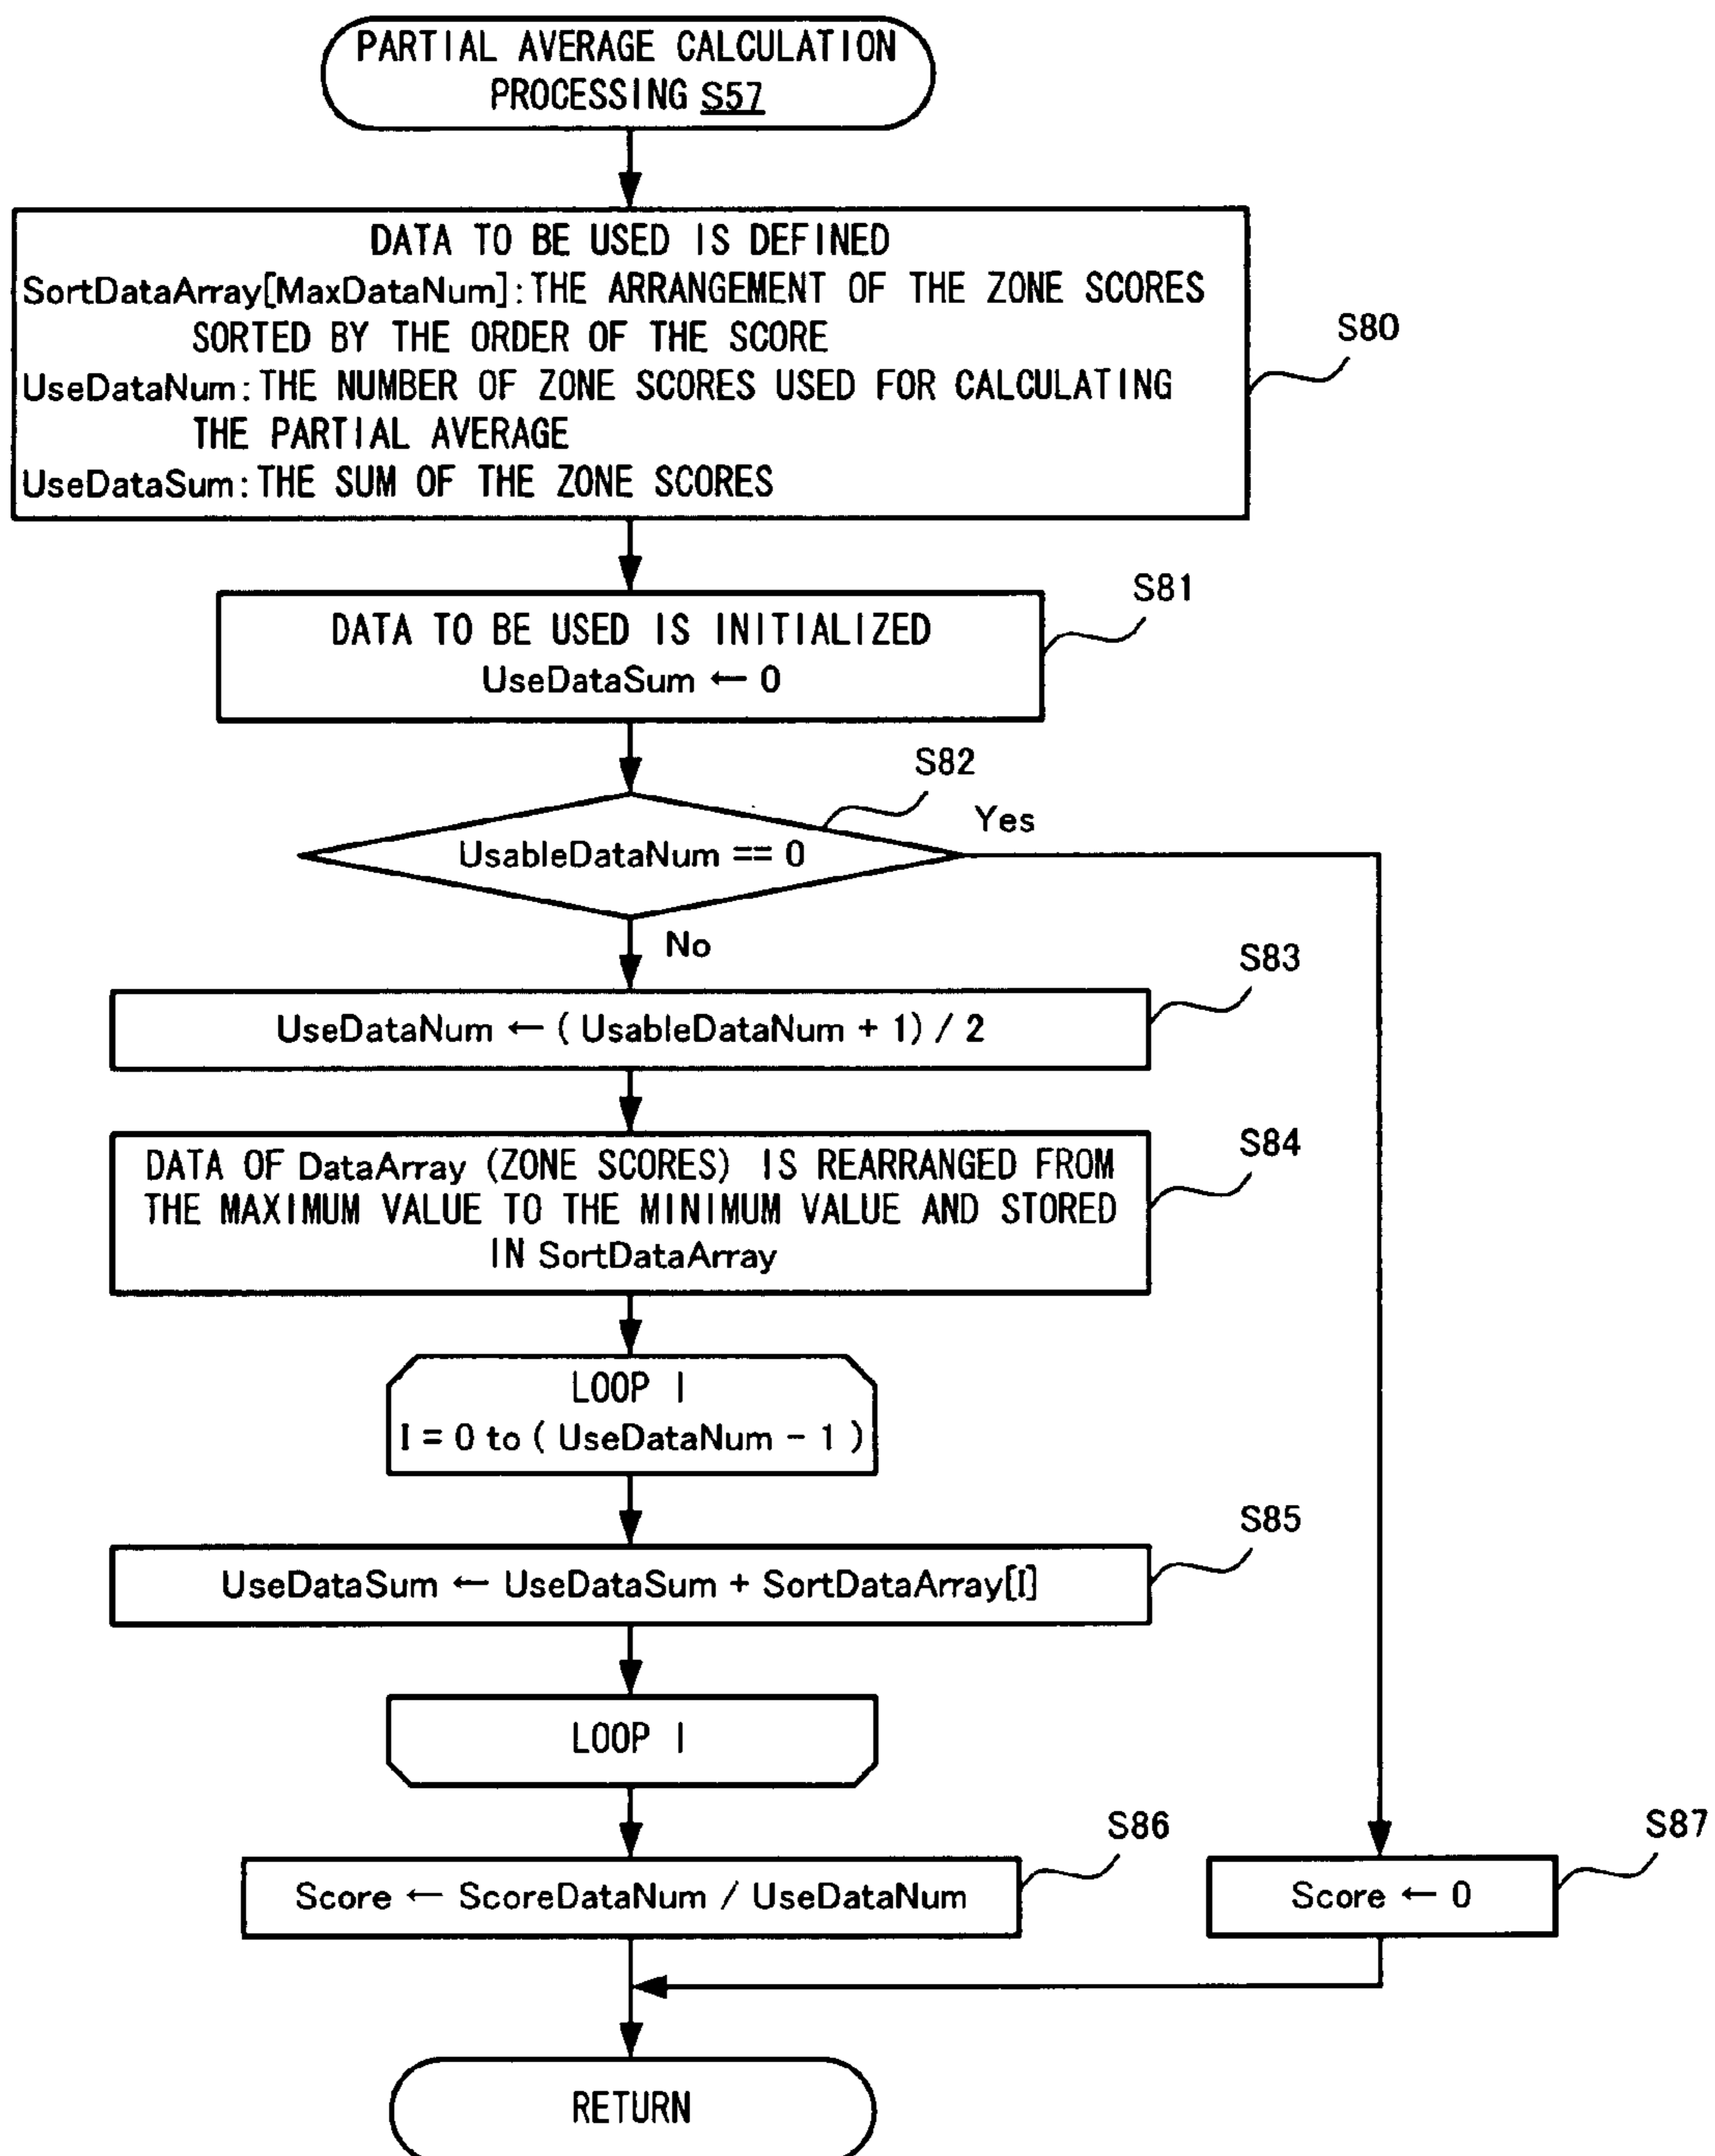 PARTIAL AVERAGE CALCULATION
PROCESSING S57
DATA TO BE USED IS DEFINED
SortDataArray[MaxDataNum]: THE ARRANGEMENT OF THE ZONE SCORES
SORTED BY THE ORDER OF THE SCORE
UseDataNum: THE NUMBER OF ZONE SCORES USED FOR CALCULATING
THE PARTIAL AVERAGE
UseDataSum: THE SUM OF THE ZONE SCORES
S80
DATA TO BE USED IS INITIALIZED
UseDataSum ← 0
S81
S82
UsableDataNum == 0
Yes
No
S83
UseDataNum ← ( UsableDataNum + 1) / 2
S84
DATA OF DataArray (ZONE SCORES) IS REARRANGED FROM
THE MAXIMUM VALUE TO THE MINIMUM VALUE AND STORED
IN SortDataArray
LOOP I
I = 0 to ( UseDataNum - 1 )
S85
UseDataSum ← UseDataSum + SortDataArray[I]
LOOP I
S86
Score ← ScoreDataNum / UseDataNum
S87
Score ← 0
RETURN